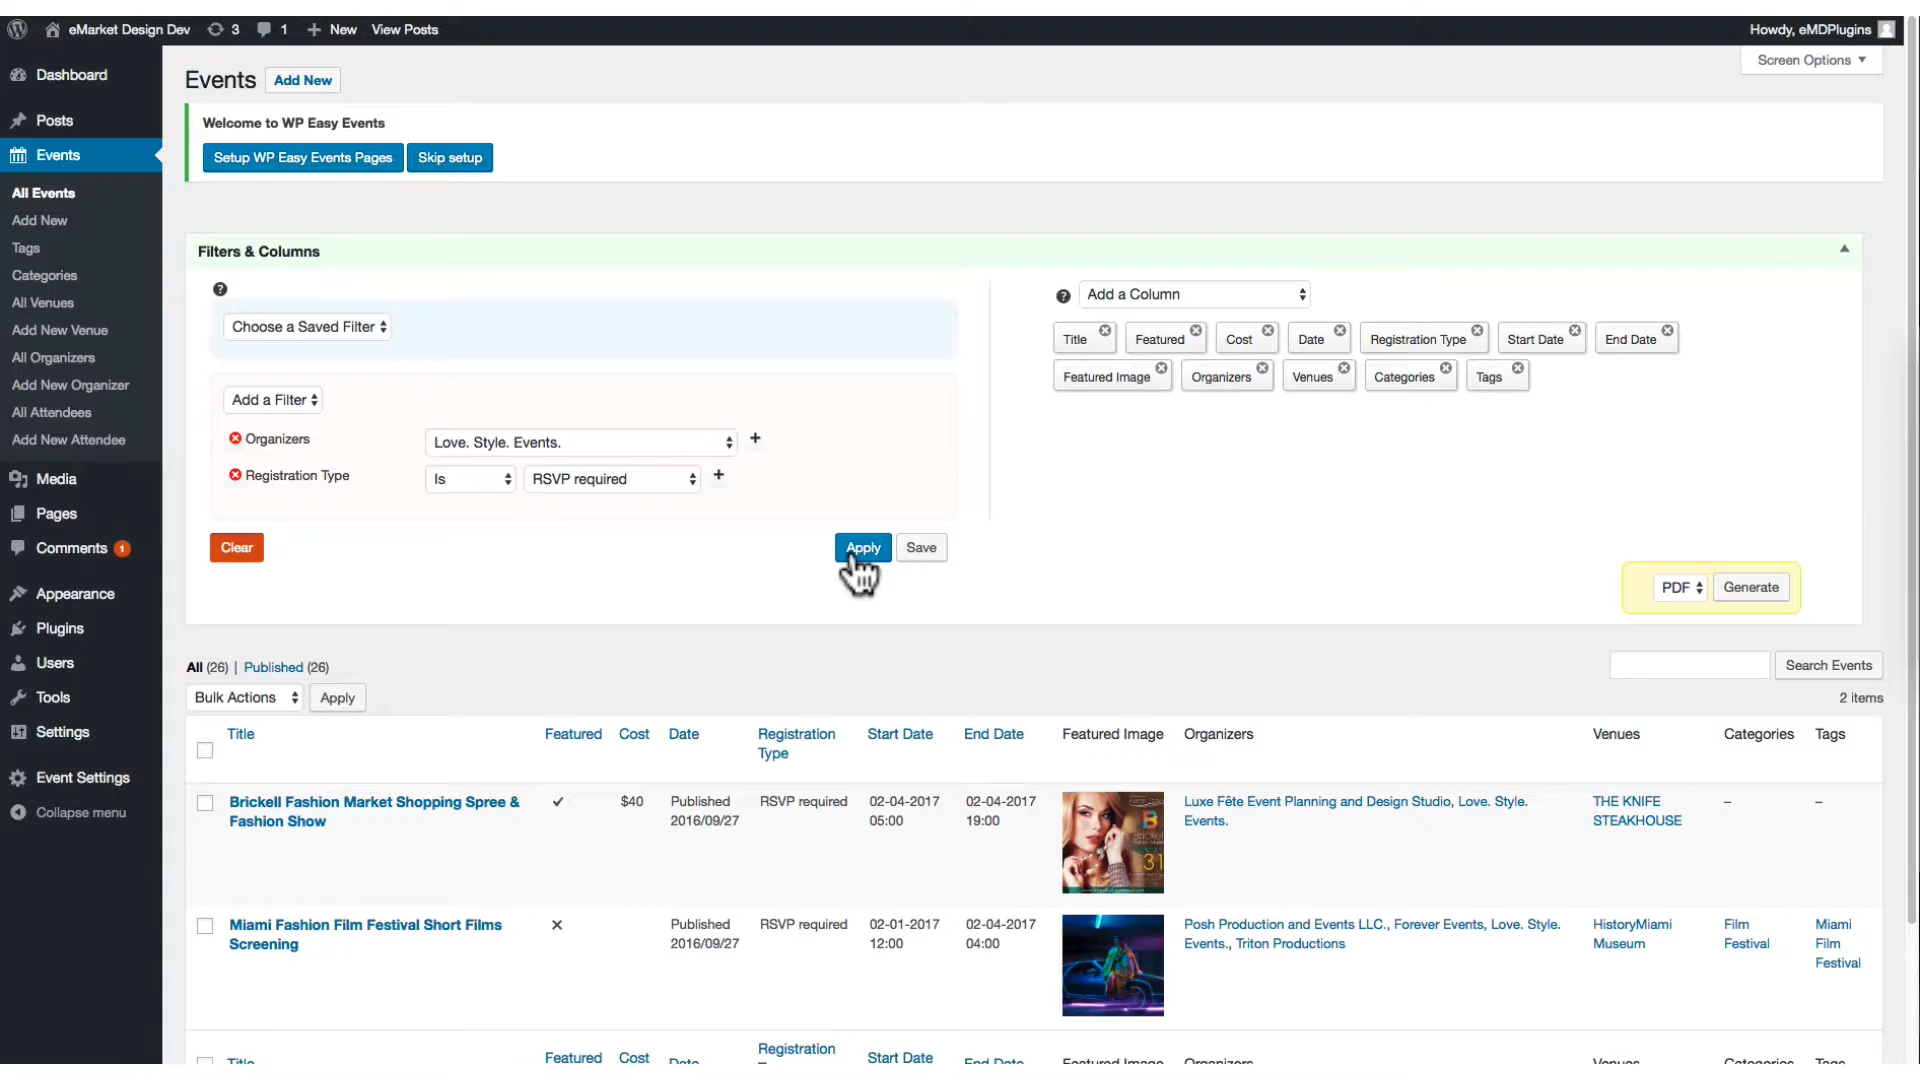 eMarket Design Dev 3 1 New View Posts Howdy, eMDPlugins
Screen Options
Dashboard
Posts
Events
All Events
Add New
Tags
Categories
All Venues
Add New Venue
All Organizers
Add New Organizer
All Attendees
Add New Attendee
Media
Pages
Comments 1
Appearance
Plugins
Users
Tools
Settings
Event Settings
Collapse menu
Events Add New
Welcome to WP Easy Events
Setup WP Easy Events Pages Skip setup
Filters & Columns
Choose a Saved Filter
Add a Filter
Organizers Love. Style. Events. +
Registration Type Is RSVP required +
Clear Apply Save
Add a Column
Title Featured Cost Date Registration Type Start Date End Date
Featured Image Organizers Venues Categories Tags
PDF Generate
All (26) | Published (26)
Search Events
Bulk Actions Apply
2 items
Title Featured Cost Date Registration Type Start Date End Date Featured Image Organizers Venues Categories Tags
Brickell Fashion Market Shopping Spree & $40 Published RSVP required 02-04-2017 02-04-2017 Luxe Fête Event Planning and Design Studio, Love. Style. THE KNIFE – –
Fashion Show 2016/09/27 05:00 19:00 Events. STEAKHOUSE
Miami Fashion Film Festival Short Films Published RSVP required 02-01-2017 02-04-2017 Posh Production and Events LLC., Forever Events, Love. Style. HistoryMiami Film Miami
Screening 2016/09/27 12:00 04:00 Events., Triton Productions Museum Festival Film
Festival
Title Featured Cost Date Registration Start Date End Date Featured Image Organizers Venues Categories Tags